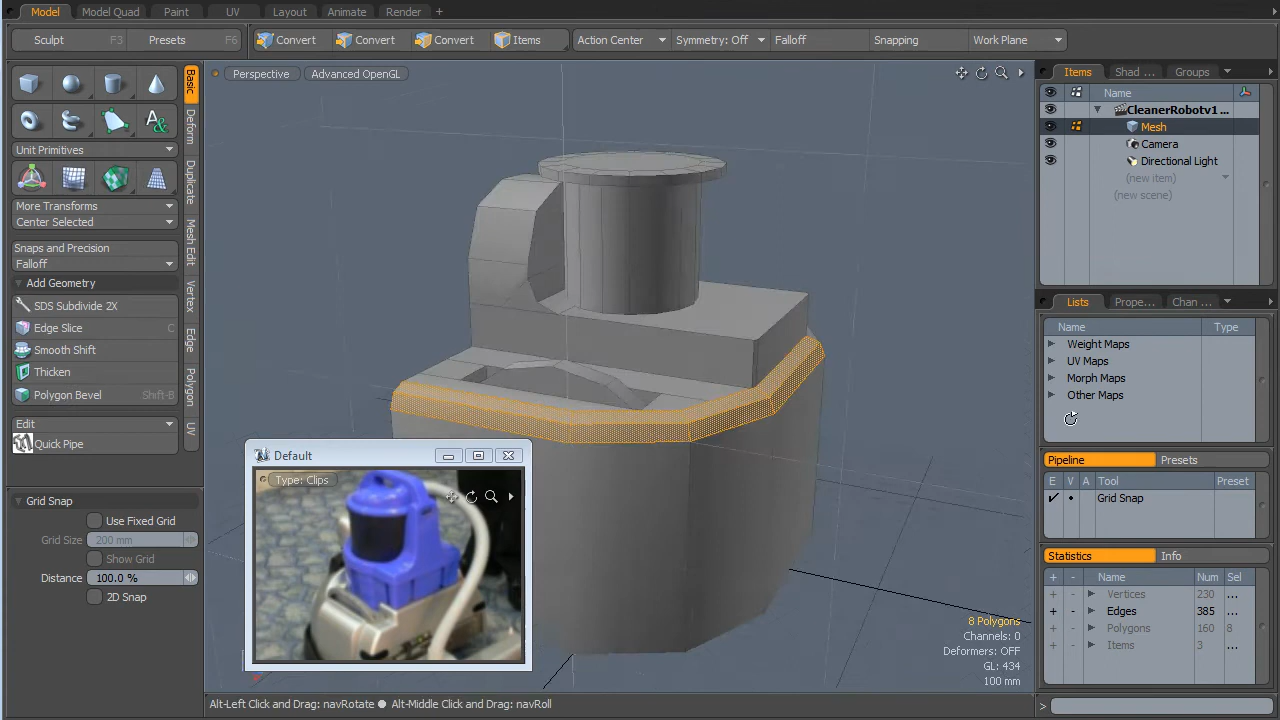 Model Model Quad Paint UV Layout Animate Render +
Sculpt F3 Presets F6 Convert Convert Convert Items Action Center Symmetry: Off Falloff Snapping Work Plane
Perspective Advanced OpenGL
Basic
Deform
Duplicate
Mesh Edit
Vertex
Edge
Polygon
UV
Unit Primitives
More Transforms
Center Selected
Snaps and Precision
Falloff
Add Geometry
SDS Subdivide 2X
Edge Slice C
Smooth Shift
Thicken
Polygon Bevel Shift-B
Edit
Quick Pipe
Grid Snap
Use Fixed Grid
Grid Size 200 mm
Show Grid
Distance 100.0 %
2D Snap
Default
Type: Clips
8 Polygons
Channels: 0
Deformers: OFF
GL: 434
100 mm
Alt-Left Click and Drag: navRotate ● Alt-Middle Click and Drag: navRoll
Items Shad ... Groups
Name
CleanerRobotv1 ...
Mesh
Camera
Directional Light
(new item)
(new scene)
Lists Prope... Chan ...
Name Type
Weight Maps
UV Maps
Morph Maps
Other Maps
Pipeline Presets
E V A Tool Preset
Grid Snap
Statistics Info
+ - Name Num Sel
+ - Vertices 230 ...
+ - Edges 385 ...
+ - Polygons 160 8
+ - Items 3 ...
>